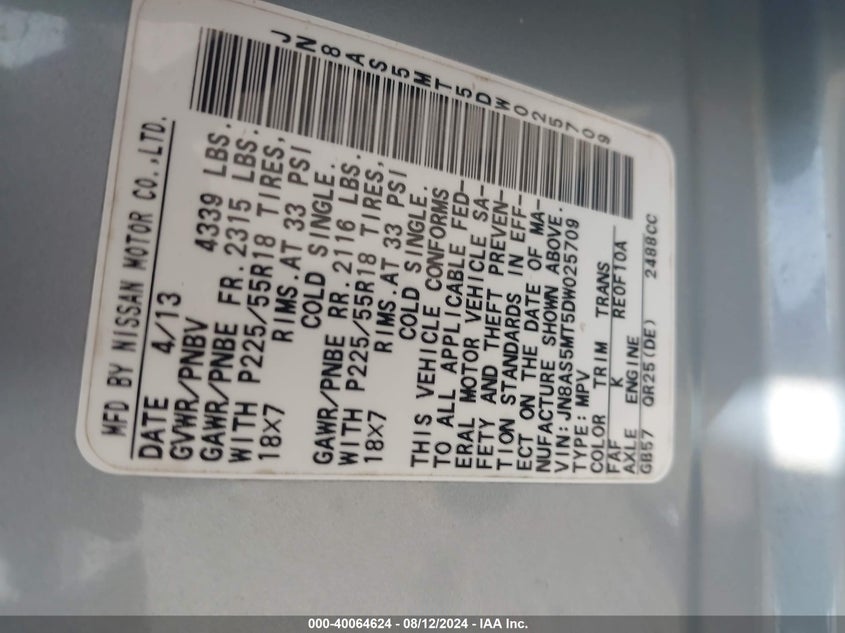 MFD BY NISSAN MOTOR CO.,LTD.
DATE 4/13
GVWR/PNBV 4339 LBS.
GAWR/PNBE FR. 2315 LBS.
WITH P225/55R18 TIRES,
18X7 RIMS.AT 33 PSI
COLD SINGLE.
GAWR/PNBE RR. 2116 LBS.
WITH P225/55R18 TIRES,
18X7 RIMS.AT 33 PSI
COLD SINGLE.
THIS VEHICLE CONFORMS
TO ALL APPLICABLE FED-
ERAL MOTOR VEHICLE SA-
FETY AND THEFT PREVEN-
TION STANDARDS IN EFF-
ECT ON THE DATE OF MA-
NUFACTURE SHOWN ABOVE.
VIN: JN8AS5MT5DW025709
TYPE: MPV
COLOR TRIM TRANS
FAF K RE0F10A
AXLE ENGINE
GB57 QR25(DE) 2488CC
JN8AS5MT5DW025709
000-40064624 - 08/12/2024 - IAA Inc.